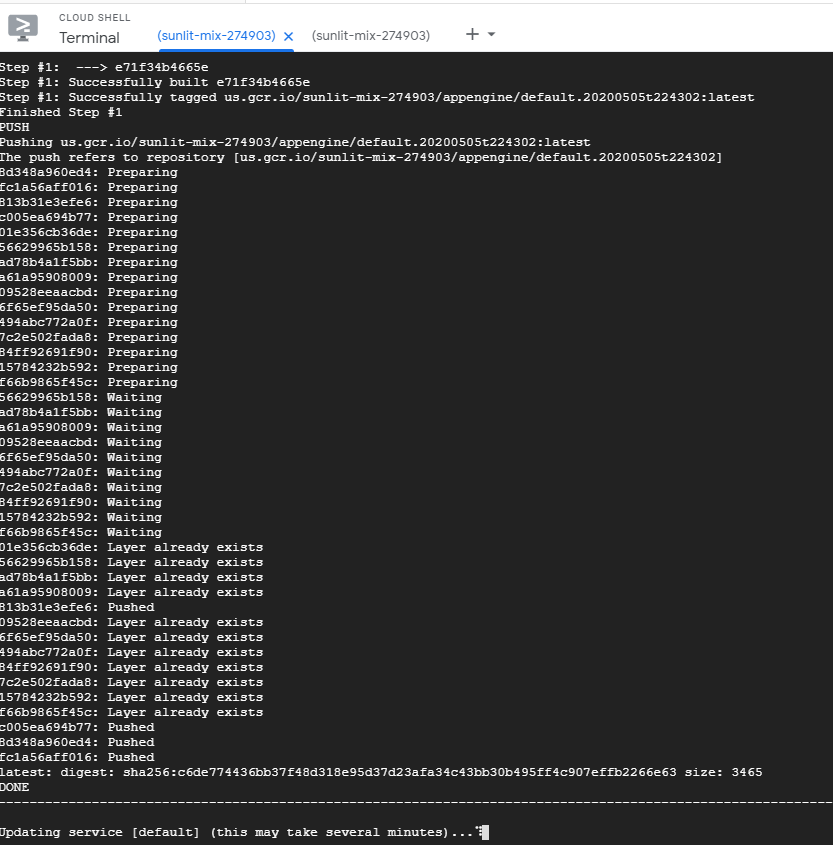 CLOUD SHELL
Terminal
(sunlit-mix-274903)
(sunlit-mix-274903)
Step #1:  ---> e71f34b4665e
Step #1: Successfully built e71f34b4665e
Step #1: Successfully tagged us.gcr.io/sunlit-mix-274903/appengine/default.20200505t224302:latest
Finished Step #1
PUSH
Pushing us.gcr.io/sunlit-mix-274903/appengine/default.20200505t224302:latest
The push refers to repository [us.gcr.io/sunlit-mix-274903/appengine/default.20200505t224302]
8d348a960ed4: Preparing
fc1a56aff016: Preparing
813b31e3efe6: Preparing
c005ea694b77: Preparing
01e356cb36de: Preparing
56629965b158: Preparing
ad78b4a1f5bb: Preparing
a61a95908009: Preparing
09528eeaacbd: Preparing
6f65ef95da50: Preparing
494abc772a0f: Preparing
7c2e502fada8: Preparing
84ff92691f90: Preparing
15784232b592: Preparing
f66b9865f45c: Preparing
56629965b158: Waiting
ad78b4a1f5bb: Waiting
a61a95908009: Waiting
09528eeaacbd: Waiting
6f65ef95da50: Waiting
494abc772a0f: Waiting
7c2e502fada8: Waiting
84ff92691f90: Waiting
15784232b592: Waiting
f66b9865f45c: Waiting
01e356cb36de: Layer already exists
56629965b158: Layer already exists
ad78b4a1f5bb: Layer already exists
a61a95908009: Layer already exists
813b31e3efe6: Pushed
09528eeaacbd: Layer already exists
6f65ef95da50: Layer already exists
494abc772a0f: Layer already exists
84ff92691f90: Layer already exists
7c2e502fada8: Layer already exists
15784232b592: Layer already exists
f66b9865f45c: Layer already exists
c005ea694b77: Pushed
8d348a960ed4: Pushed
fc1a56aff016: Pushed
latest: digest: sha256:c6de774436bb37f48d318e95d37d23afa34c43bb30b495ff4c907effb2266e63 size: 3465
DONE
----------------------------------------------------------------------------------------------------------
Updating service [default] (this may take several minutes)...